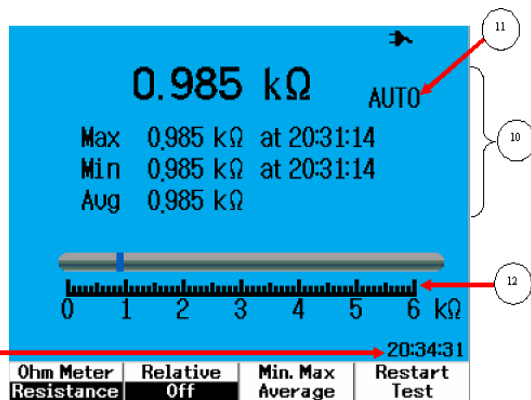 11
0.985 kΩ
AUTO
10
Max 0,985 kΩ at 20:31:14
Min 0,985 kΩ at 20:31:14
Avg 0,985 kΩ
12
0 1 2 3 4 5 6 kΩ
20:34:31
Ohm Meter Relative Min. Max Restart
Resistance Off Average Test